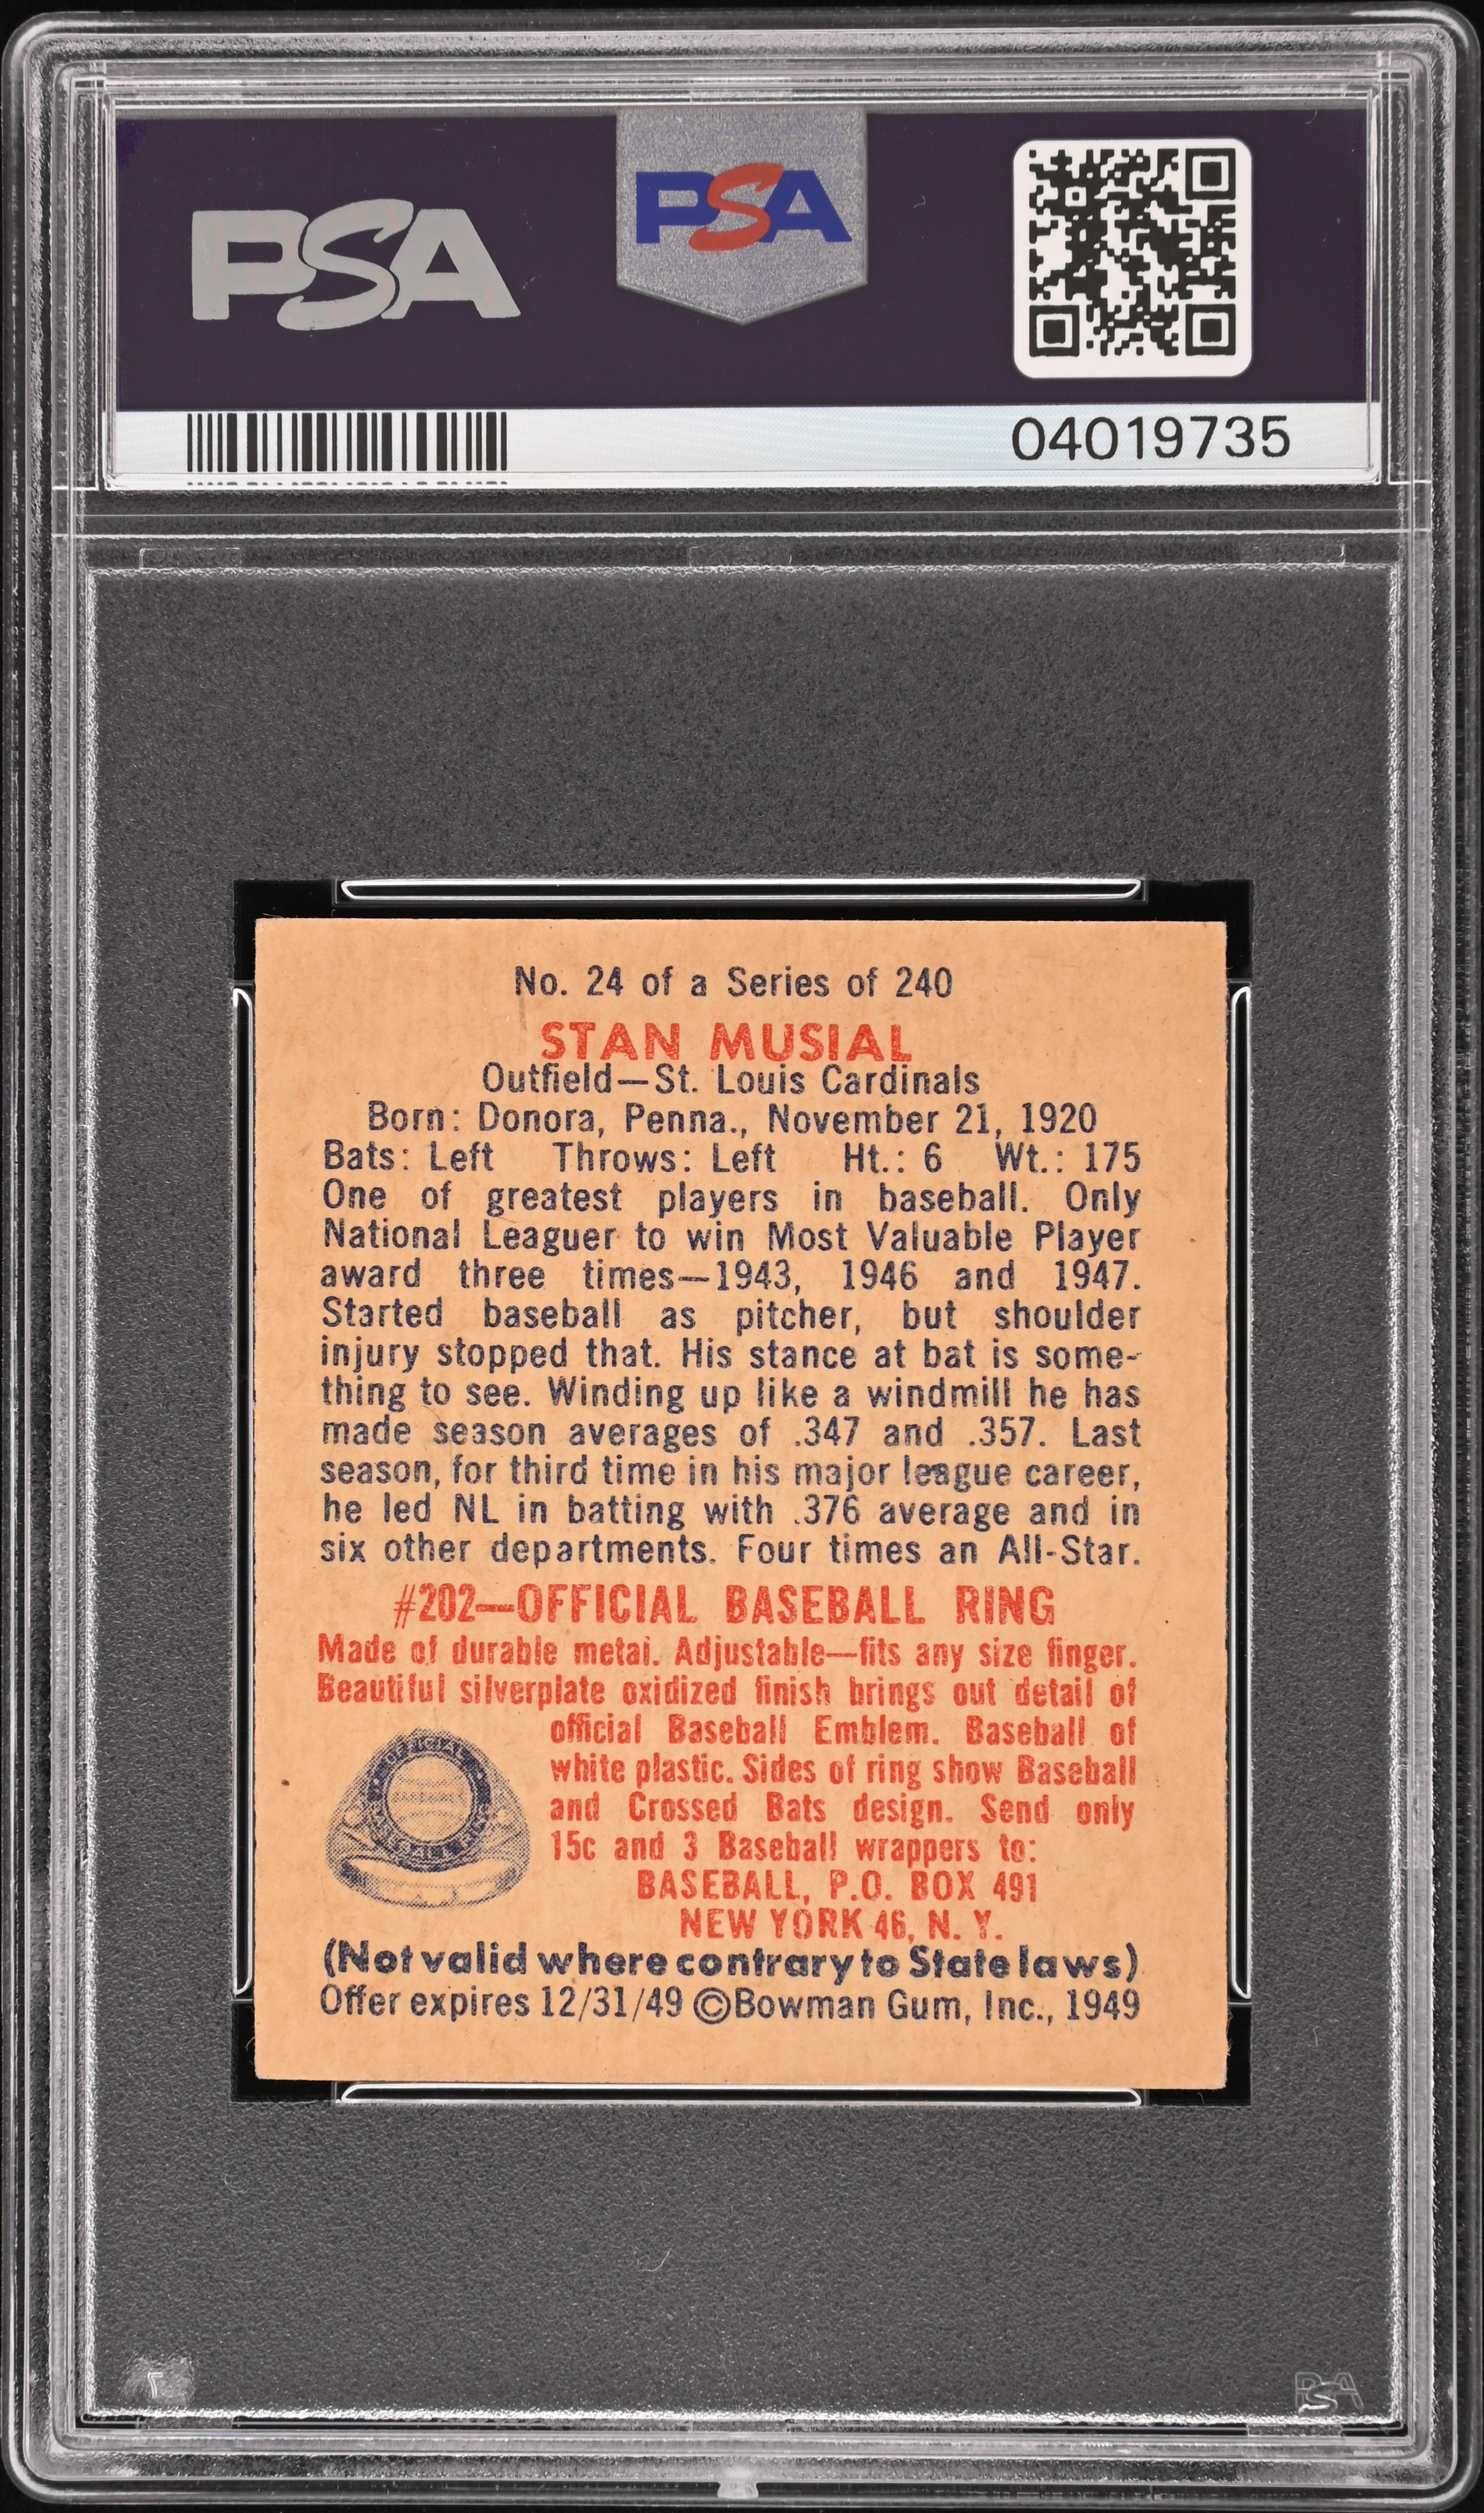 PSA
PSA
04019735
No. 24 of a Series of 240
STAN MUSIAL
Outfield—St. Louis Cardinals
Born: Donora, Penna., November 21, 1920
Bats: Left Throws: Left Ht.: 6 Wt.: 175
One of greatest players in baseball. Only
National Leaguer to win Most Valuable Player
award three times—1943, 1946 and 1947.
Started baseball as pitcher, but shoulder
injury stopped that. His stance at bat is some-
thing to see. Winding up like a windmill he has
made season averages of .347 and .357. Last
season, for third time in his major league career,
he led NL in batting with .376 average and in
six other departments. Four times an All-Star.
#202—OFFICIAL BASEBALL RING
Made of durable metal. Adjustable—fits any size finger.
Beautiful silverplate oxidized finish brings out detail of
official Baseball Emblem. Baseball of
white plastic. Sides of ring show Baseball
and Crossed Bats design. Send only
15c and 3 Baseball wrappers to:
BASEBALL, P.O. BOX 491
NEW YORK 46, N. Y.
OFFICIAL
(Not valid where contrary to State laws)
Offer expires 12/31/49 ©Bowman Gum, Inc., 1949
PSA